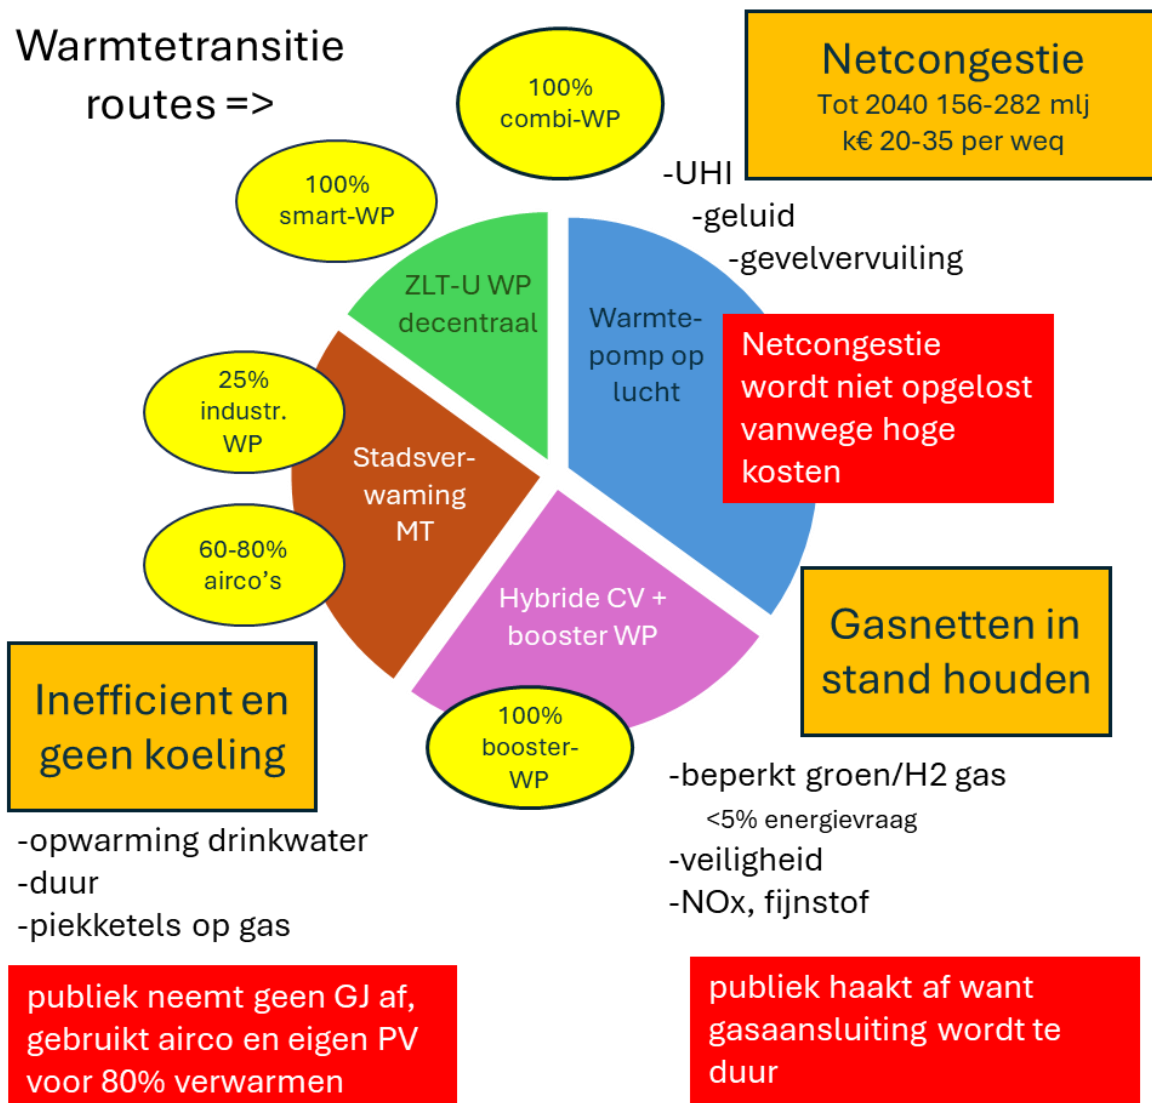 Warmtetransitie
routes =>
100%
combi-WP
Netcongestie
Tot 2040 156-282 mlj
k€ 20-35 per weq
-UHI
-geluid
-gevelvervuiling
100%
smart-WP
ZLT-U WP
decentraal
Warmte-
pomp op
lucht
Netcongestie
wordt niet opgelost
vanwege hoge
kosten
25%
industr.
WP
Stadsver-
waming
MT
60-80%
airco's
Hybride CV +
booster WP
Gasnetten in
stand houden
Inefficient en
geen koeling
100%
booster-
WP
-opwarming drinkwater
-duur
-piekketels op gas
-beperkt groen/H2 gas
<5% energievraag
-veiligheid
-NOx, fijnstof
publiek neemt geen GJ af,
gebruikt airco en eigen PV
voor 80% verwarmen
publiek haakt af want
gasaansluiting wordt te
duur